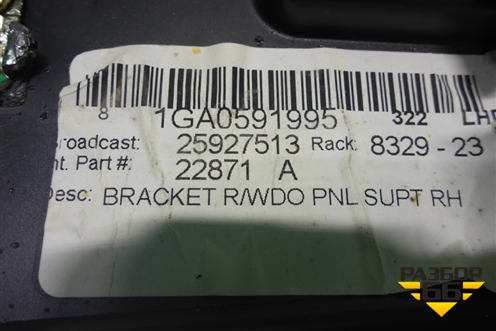 8 1GA0591995 322 LH
Broadcast: 25927513 Rack: 8329 - 23
nt. Part #: 22871 A
Desc: BRACKET R/WDO PNL SUPT RH
РАЗБОР
66